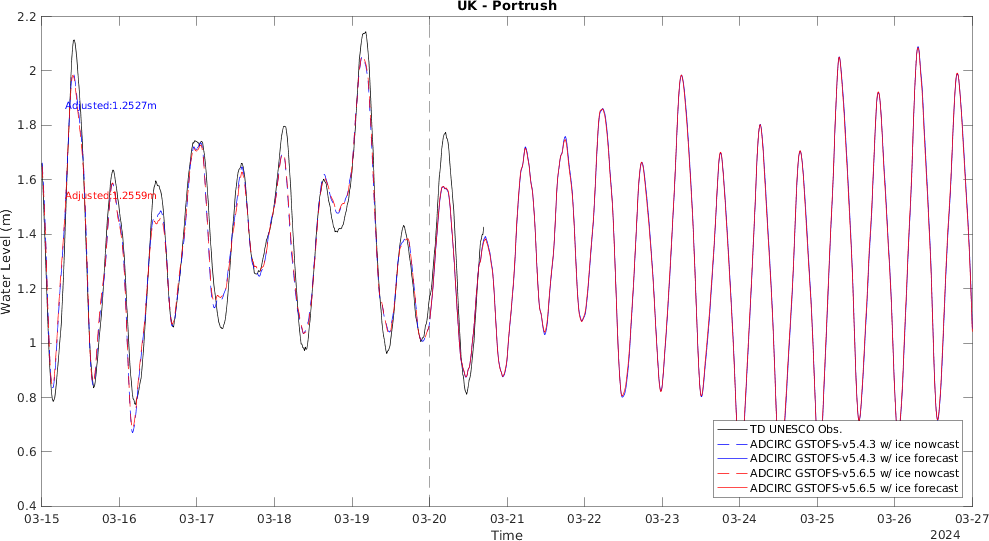 UK - Portrush
2.2
2
1.8
1.6
1.4
1.2
1
0.8
0.6
0.4
Water Level (m)
Adjusted:1.2527m
Adjusted:1.2559m
TD UNESCO Obs.
ADCIRC GSTOFS-v5.4.3 w/ ice nowcast
ADCIRC GSTOFS-v5.4.3 w/ ice forecast
ADCIRC GSTOFS-v5.6.5 w/ ice nowcast
ADCIRC GSTOFS-v5.6.5 w/ ice forecast
03-15 03-16 03-17 03-18 03-19 03-20 03-21 03-22 03-23 03-24 03-25 03-26 03-27
Time
2024